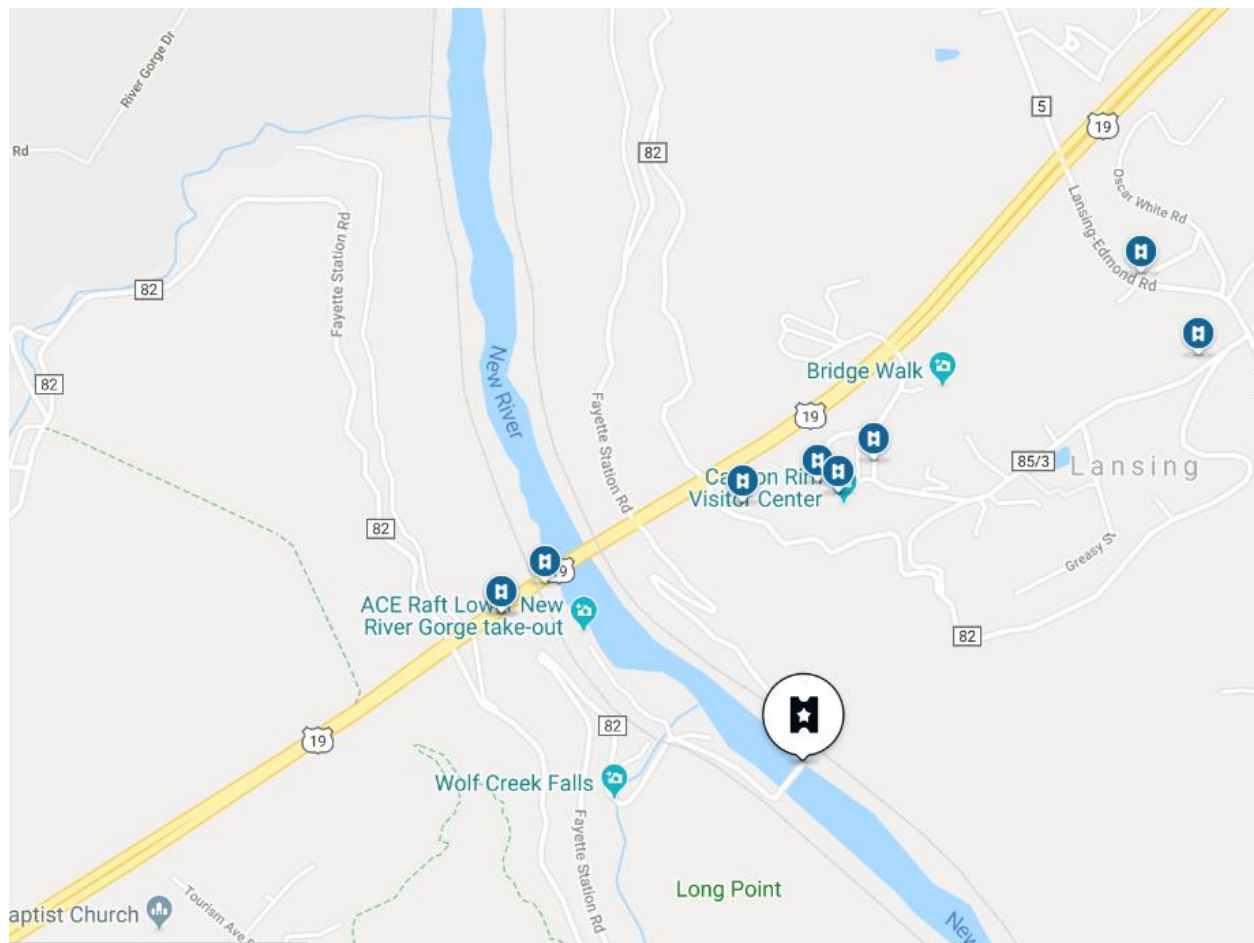 River Gorge Dr
Rd
5
19
82
Oscar White Rd
Lansing-Edmond Rd
Fayette Station Rd
82
New River
Bridge Walk
82
19
Fayette Station Rd
85/3
Lansing
Visitor Center
82
Greasy S
19
ACE Raft Lower New
River Gorge take-out
82
82
19
Wolf Creek Falls
Fayette Station Rd
Long Point
Tourism Ave
aptist Church
New